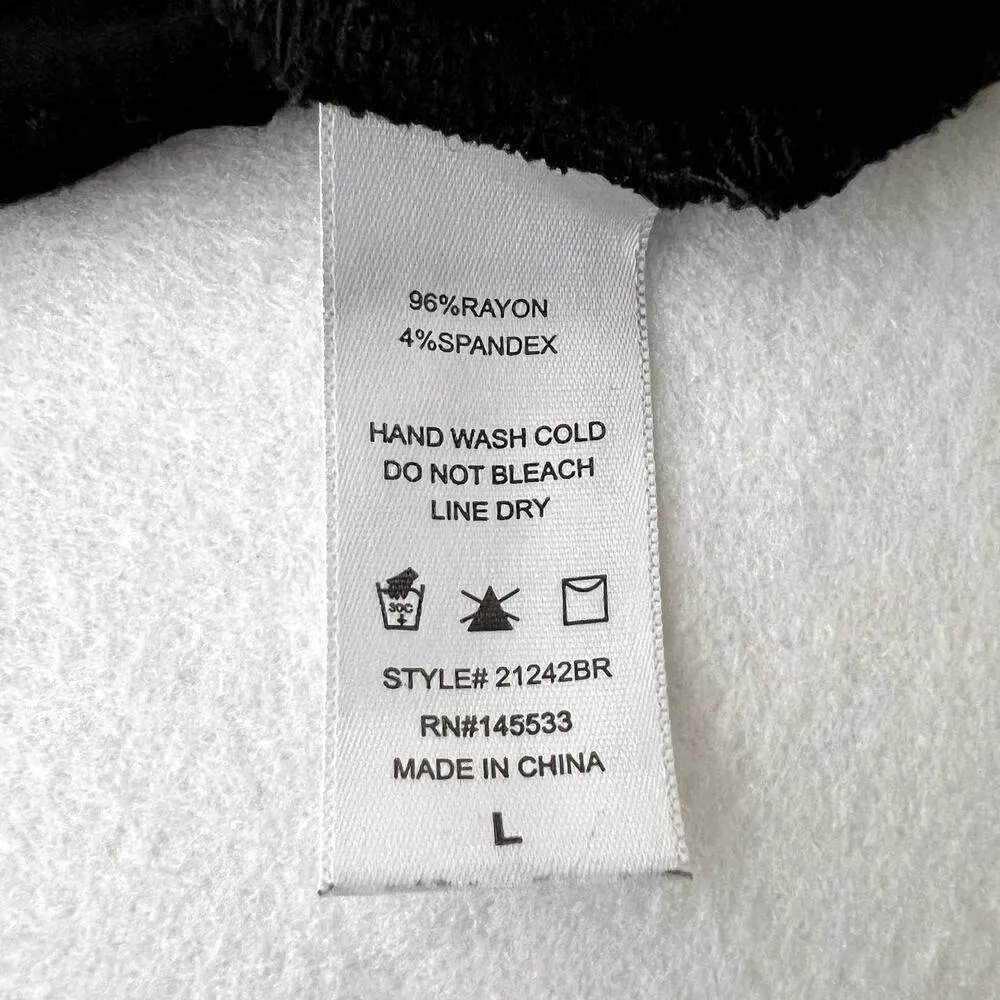 96%RAYON
4%SPANDEX
HAND WASH COLD
DO NOT BLEACH
LINE DRY
30C
STYLE# 21242BR
RN#145533
MADE IN CHINA
L